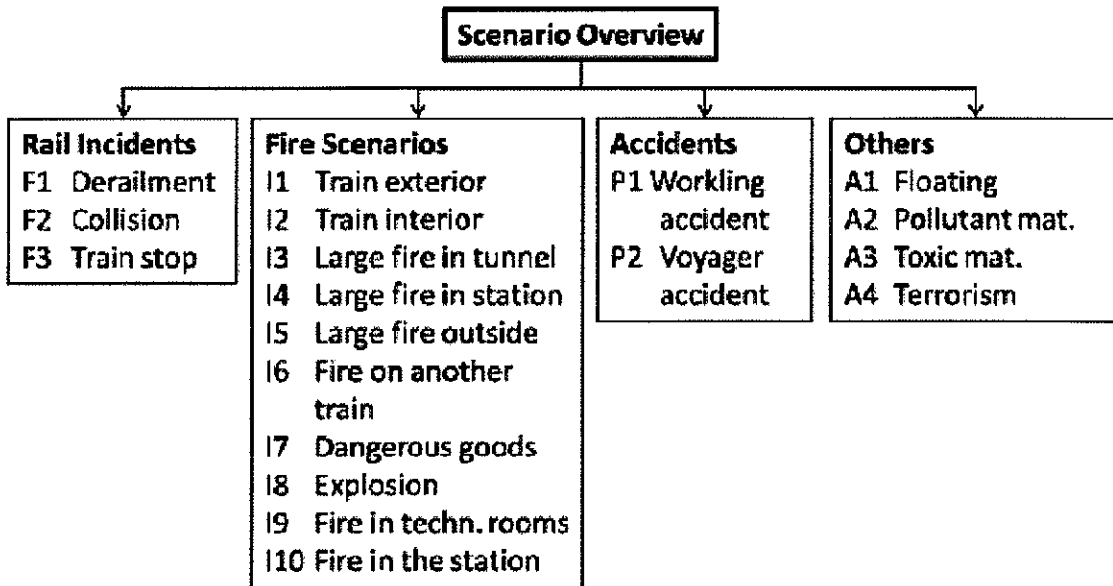 Scenario Overview
Rail Incidents
F1 Derailment
F2 Collision
F3 Train stop
Fire Scenarios
I1 Train exterior
I2 Train interior
I3 Large fire in tunnel
I4 Large fire in station
I5 Large fire outside
I6 Fire on another
train
I7 Dangerous goods
I8 Explosion
I9 Fire in techn. rooms
I10 Fire in the station
Accidents
P1 Workling
accident
P2 Voyager
accident
Others
A1 Floating
A2 Pollutant mat.
A3 Toxic mat.
A4 Terrorism